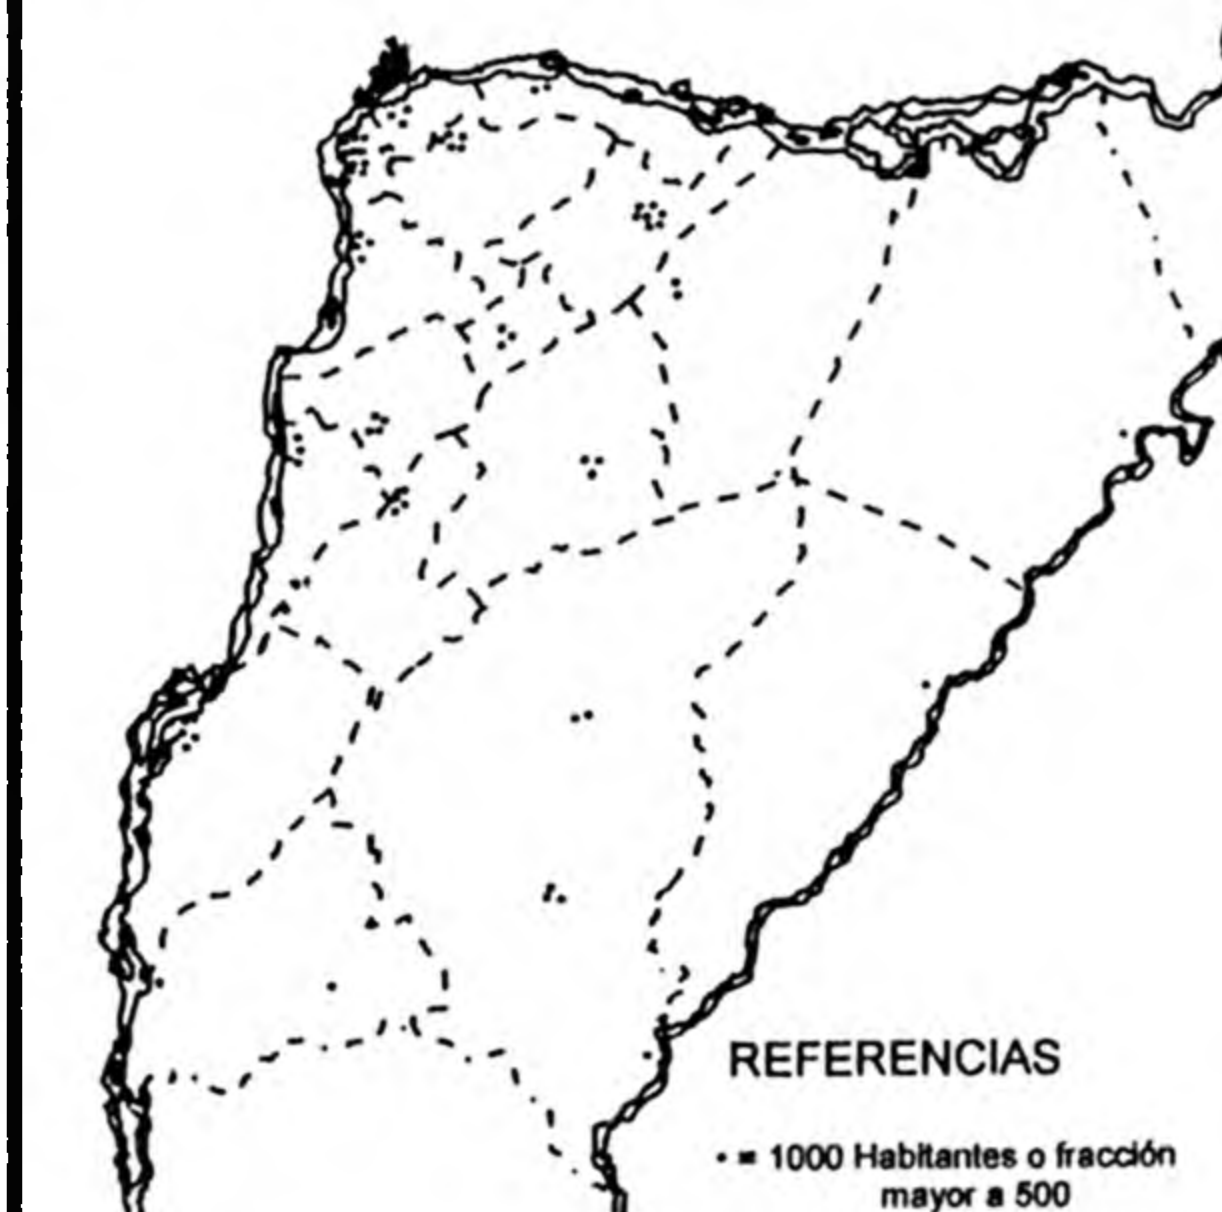 REFERENCIAS
• = 1000 Habitantes o fracción
mayor a 500